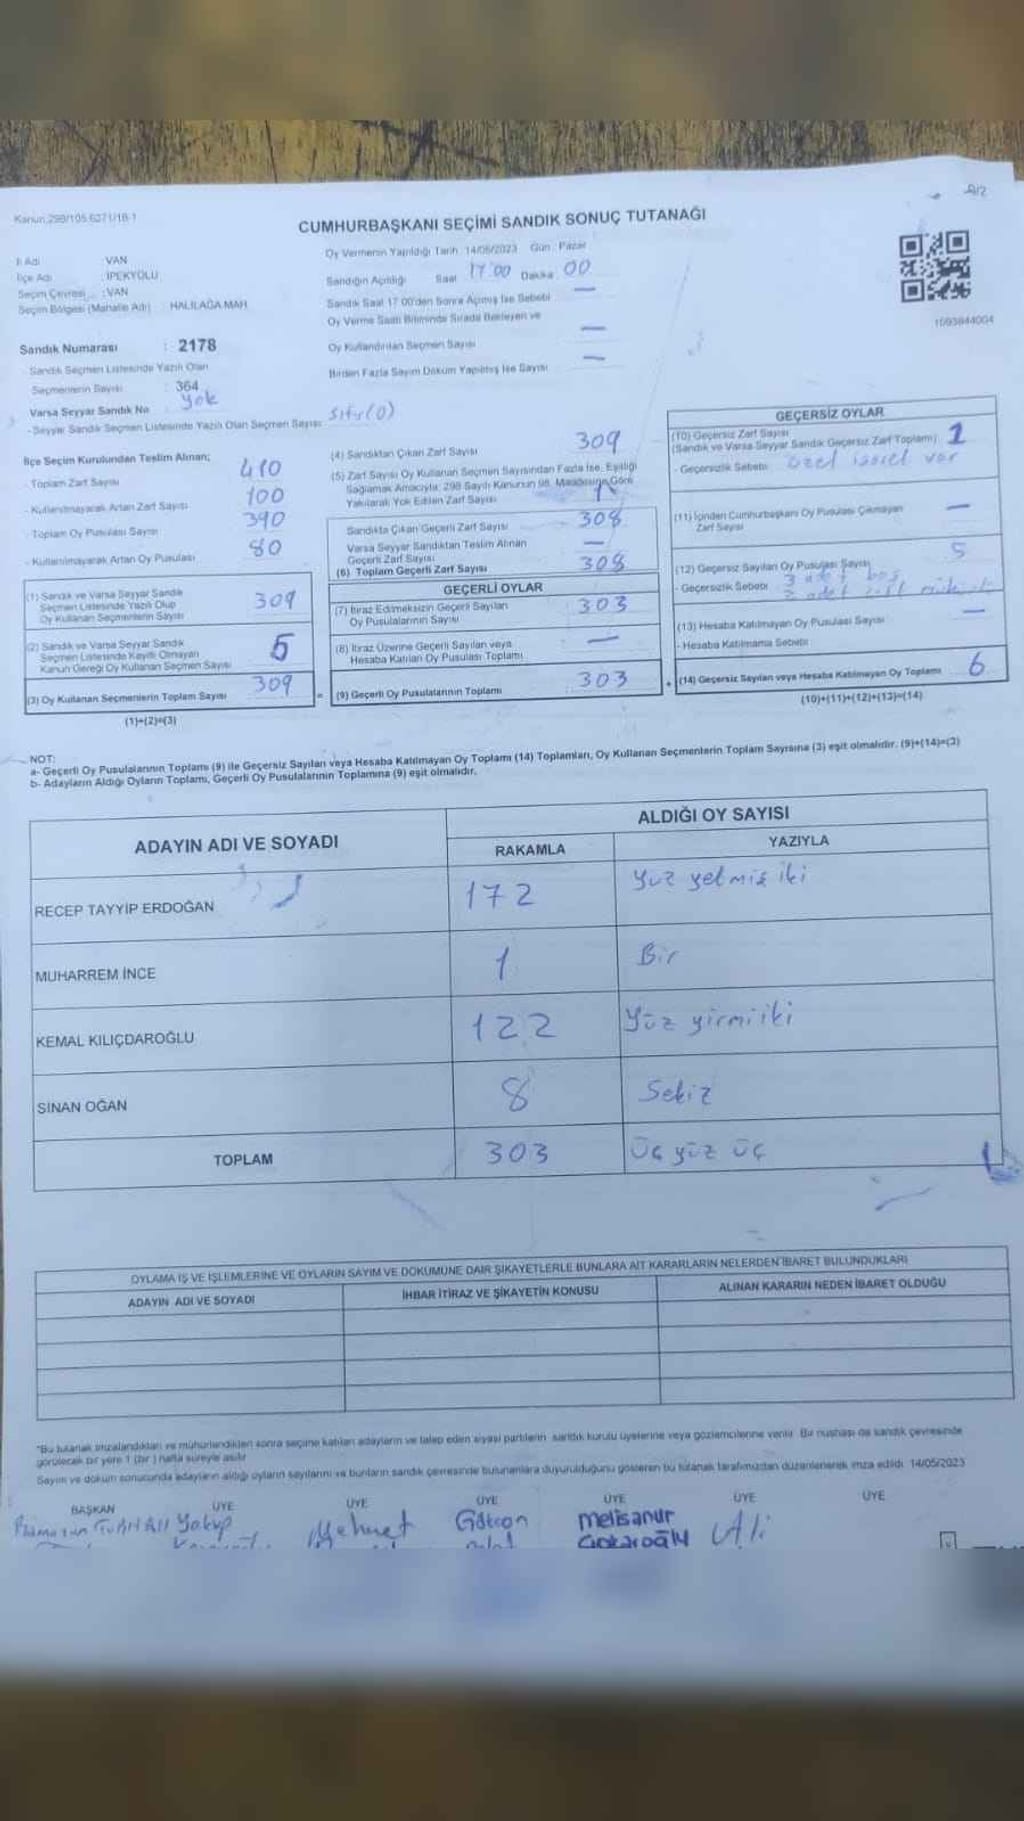 CUMHURBAŞKANI SEÇİMİ SANDIK SONUÇ TUTANAĞI
Kanun:298/105
İl Adı : VAN
İlçe Adı : İPEKYOLU
Seçim Çevresi : VAN
Seçim Bölgesi (Mahalle Adı) : HALİLAĞA MAH.
Sandık Numarası : 2178
Sandık Seçmen Listesinde Yazılı Olan
Seçmenlerin Sayısı : 364
Varsa Seyyar Sandık No yok
- Seyyar Sandık Seçmen Listesinde Yazılı Olan Seçmen Sayısı sıfır(0)
Oy Vermenin Yapıldığı Tarih 14/05/2023 Gün : Pazar
Sandığın Açıldığı Saat 17:00 Dakika 00
Sandık Saat 17:00'den Sonra Açılmış İse Sebebi —
Oy Verme Saati Bitiminde Sırada Bekleyen ve
Oy Kullandırılan Seçmen Sayısı —
Birden Fazla Sayım Döküm Yapılmış İse Sayısı —
1093844004
İlçe Seçim Kurulundan Teslim Alınan;
- Toplam Zarf Sayısı 410
- Kullanılmayarak Artan Zarf Sayısı 100
- Toplam Oy Pusulası Sayısı 390
- Kullanılmayarak Artan Oy Pusulası 80
(1) Sandık ve Varsa Seyyar Sandık
Seçmen Listesinde Yazılı Olup
Oy Kullanan Seçmenlerin Sayısı 309
(2) Sandık ve Varsa Seyyar Sandık
Seçmen Listesinde Kayıtlı Olmayan
Kanun Gereği Oy Kullanan Seçmen Sayısı 5
(3) Oy Kullanan Seçmenlerin Toplam Sayısı 309
(1)+(2)=(3)
(4) Sandıktan Çıkan Zarf Sayısı 309
(5) Zarf Sayısı Oy Kullanan Seçmen Sayısından Fazla İse, Eşitliği
Sağlamak Amacıyla, 298 Sayılı Kanunun 98. Maddesine Göre
Yakılarak Yok Edilen Zarf Sayısı
Sandıkta Çıkan Geçerli Zarf Sayısı 308
Varsa Seyyar Sandıktan Teslim Alınan
Geçerli Zarf Sayısı —
(6) Toplam Geçerli Zarf Sayısı 308
GEÇERLİ OYLAR
(7) İtiraz Edilmeksizin Geçerli Sayılan
Oy Pusulalarının Sayısı 303
(8) İtiraz Üzerine Geçerli Sayılan veya
Hesaba Katılan Oy Pusulası Toplamı —
(9) Geçerli Oy Pusulalarının Toplamı 303
GEÇERSİZ OYLAR
(10) Geçersiz Zarf Sayısı
(Sandık ve Varsa Seyyar Sandık Geçersiz Zarf Toplamı) 1
- Geçersizlik Sebebi özel işaret var
(11) İçinden Cumhurbaşkanı Oy Pusulası Çıkmayan
Zarf Sayısı —
(12) Geçersiz Sayılan Oy Pusulası Sayısı 5
- Geçersizlik Sebebi 3 adet boş
2 adet
(13) Hesaba Katılmayan Oy Pusulası Sayısı —
- Hesaba Katılmama Sebebi
(14) Geçersiz Sayılan veya Hesaba Katılmayan Oy Toplamı 6
(10)+(11)+(12)+(13)=(14)
NOT:
a- Geçerli Oy Pusulalarının Toplamı (9) ile Geçersiz Sayılan veya Hesaba Katılmayan Oy Toplamı (14) Toplamları, Oy Kullanan Seçmenlerin Toplam Sayısına (3) eşit olmalıdır. (9)+(14)=(3)
b- Adayların Aldığı Oyların Toplamı, Geçerli Oy Pusulalarının Toplamına (9) eşit olmalıdır.
ADAYIN ADI VE SOYADI
ALDIĞI OY SAYISI
RAKAMLA YAZIYLA
RECEP TAYYİP ERDOĞAN 172 yüz yetmiş iki
MUHARREM İNCE 1 Bir
KEMAL KILIÇDAROĞLU 122 Yüz yirmi iki
SİNAN OĞAN 8 Sekiz
TOPLAM 303 Üç yüz üç
OYLAMA İŞ VE İŞLEMLERİNE VE OYLARIN SAYIM VE DÖKÜMÜNE DAİR ŞİKAYETLERLE BUNLARA AİT KARARLARIN NELERDEN İBARET BULUNDUKLARI
ADAYIN ADI VE SOYADI İHBAR İTİRAZ VE ŞİKAYETİN KONUSU ALINAN KARARIN NEDEN İBARET OLDUĞU
*Bu tutanak imzalandıktan ve mühürlendikten sonra seçime katılan adayların ve talep eden siyasi partilerin sandık kurulu üyelerine veya gözlemcilerine verilir. Bir nüshası da sandık çevresinde
görülecek bir yere 1 (bir) hafta süreyle asılır
Sayım ve döküm sonucunda adayların aldığı oyların sayılarını ve bunların sandık çevresinde bulunanlara duyurulduğunu gösteren bu tutanak tarafımızdan düzenlenerek imza edildi. 14/05/2023
BAŞKAN ÜYE ÜYE ÜYE ÜYE ÜYE ÜYE
Yakup Mehmet Gökcan Melisanur Ali